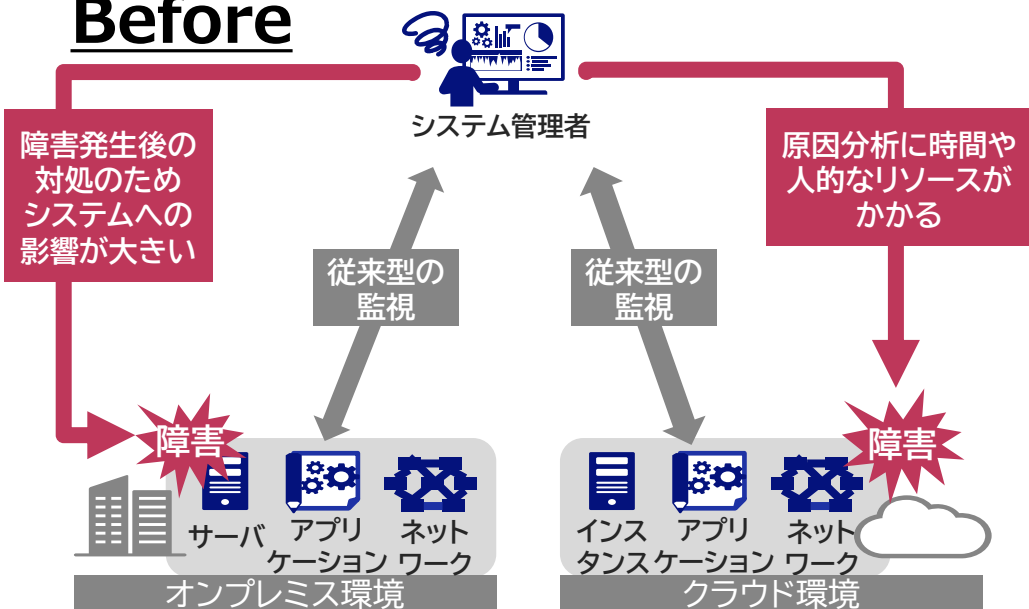 Before
システム管理者
障害発生後の
対処のため
システムへの
影響が大きい
原因分析に時間や
人的なリソースが
かかる
従来型の
監視
従来型の
監視
障害
障害
サーバ
アプリ
ケーション
ネット
ワーク
インス
タンス
アプリ
ケーション
ネット
ワーク
オンプレミス環境
クラウド環境